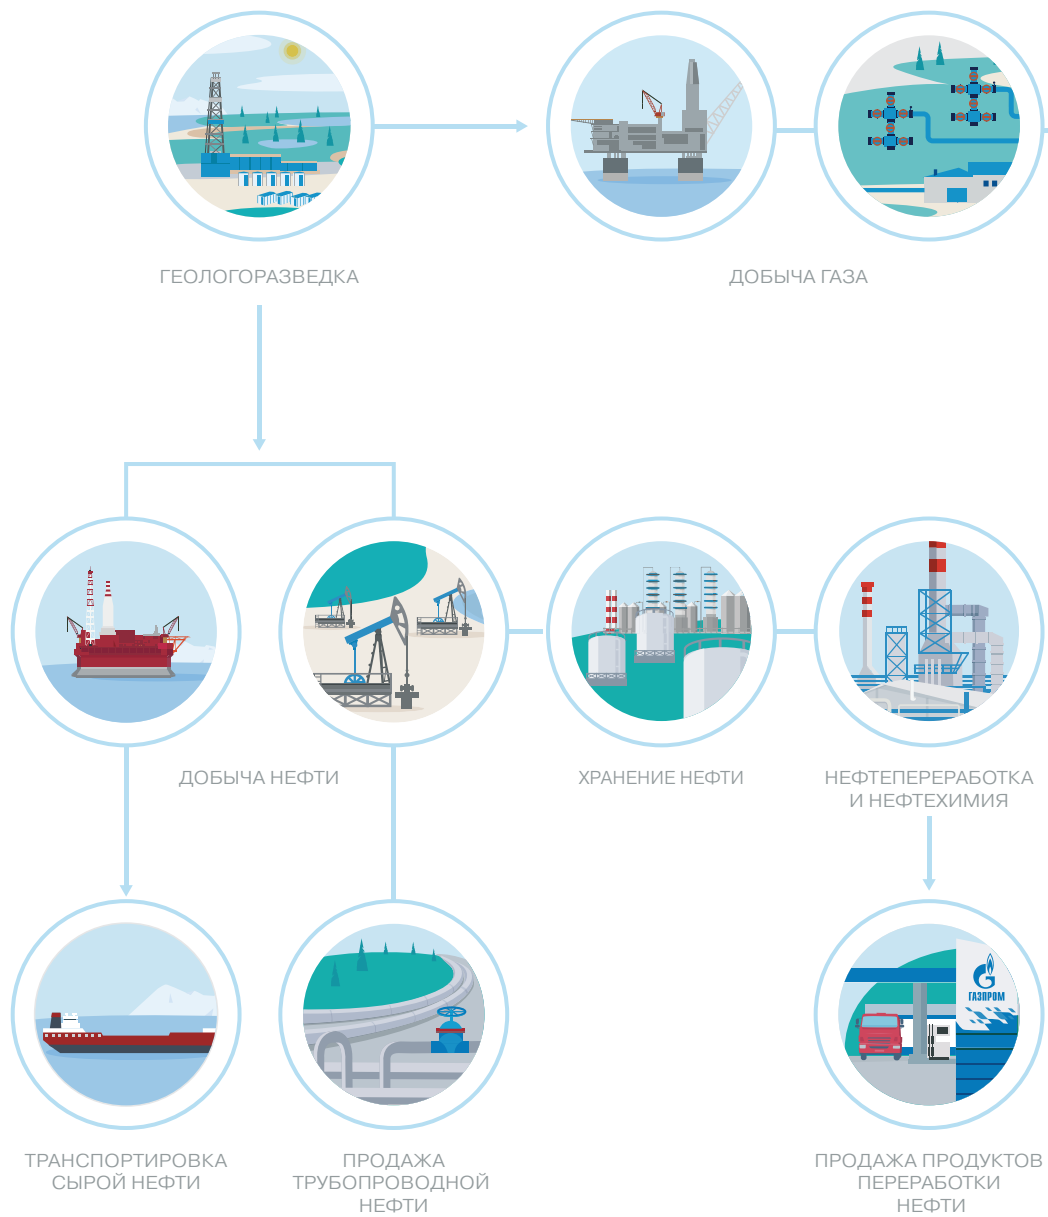 ГЕОЛОГОРАЗВЕДКА
ДОБЫЧА ГАЗА
ДОБЫЧА НЕФТИ
ХРАНЕНИЕ НЕФТИ
НЕФТЕПЕРЕРАБОТКА
И НЕФТЕХИМИЯ
ГАЗПРОМ
ТРАНСПОРТИРОВКА
СЫРОЙ НЕФТИ
ПРОДАЖА
ТРУБОПРОВОДНОЙ
НЕФТИ
ПРОДАЖА ПРОДУКТОВ
ПЕРЕРАБОТКИ
НЕФТИ